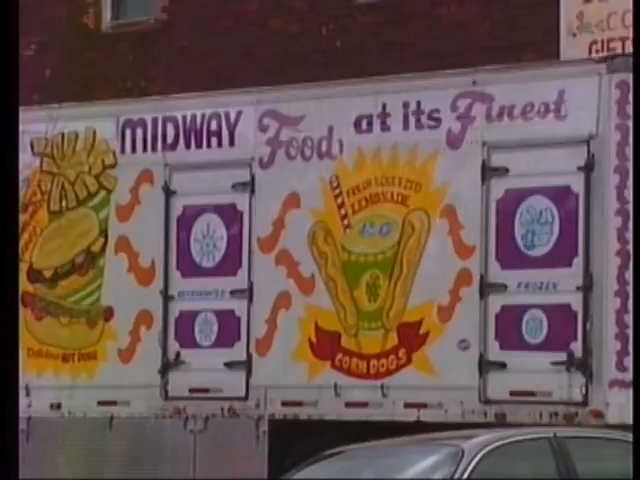 GIFT
MIDWAY Food at its Finest
FRESH SQUEEZED
LEMONADE
FROZEN
CORN DOGS